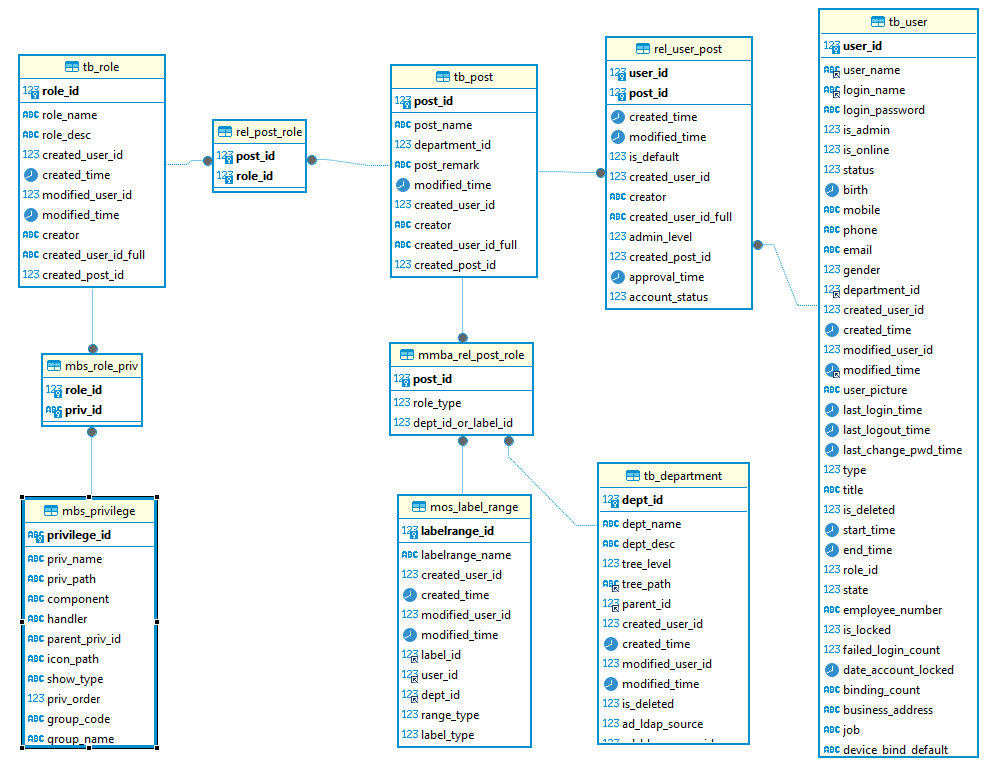 tb_role
123 role_id
ABC role_name
ABC role_desc
123 created_user_id
created_time
123 modified_user_id
modified_time
ABC creator
ABC created_user_id_full
123 created_post_id
rel_post_role
123 post_id
123 role_id
tb_post
123 post_id
ABC post_name
123 department_id
ABC post_remark
modified_time
123 created_user_id
ABC creator
ABC created_user_id_full
123 created_post_id
rel_user_post
123 user_id
123 post_id
created_time
modified_time
123 is_default
123 created_user_id
ABC creator
ABC created_user_id_full
123 admin_level
123 created_post_id
approval_time
123 account_status
tb_user
123 user_id
ABC user_name
ABC login_name
ABC login_password
123 is_admin
123 is_online
123 status
birth
ABC mobile
ABC phone
ABC email
123 gender
123 department_id
123 created_user_id
created_time
123 modified_user_id
modified_time
ABC user_picture
last_login_time
last_logout_time
last_change_pwd_time
123 type
123 title
123 is_deleted
start_time
end_time
123 role_id
123 state
ABC employee_number
123 is_locked
123 failed_login_count
date_account_locked
ABC binding_count
ABC business_address
ABC job
ABC device_bind_default
mbs_role_priv
123 role_id
ABC priv_id
mbs_privilege
ABC privilege_id
ABC priv_name
ABC priv_path
ABC component
ABC handler
ABC parent_priv_id
ABC icon_path
ABC show_type
123 priv_order
ABC group_code
ABC group_name
mmba_rel_post_role
123 post_id
123 role_type
123 dept_id_or_label_id
mos_label_range
123 labelrange_id
ABC labelrange_name
123 created_user_id
created_time
123 modified_user_id
modified_time
123 label_id
123 user_id
123 dept_id
123 range_type
123 label_type
tb_department
123 dept_id
ABC dept_name
ABC dept_desc
123 tree_level
ABC tree_path
123 parent_id
123 created_user_id
created_time
123 modified_user_id
modified_time
123 is_deleted
123 ad_ldap_source